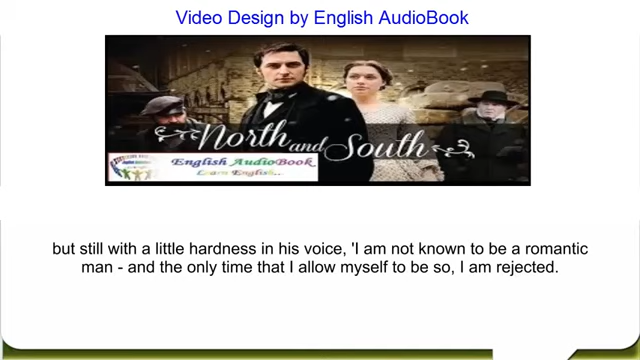 Video Design by English AudioBook
North and South
English AudioBook
Learn English...
but still with a little hardness in his voice, 'I am not known to be a romantic
man - and the only time that I allow myself to be so, I am rejected.